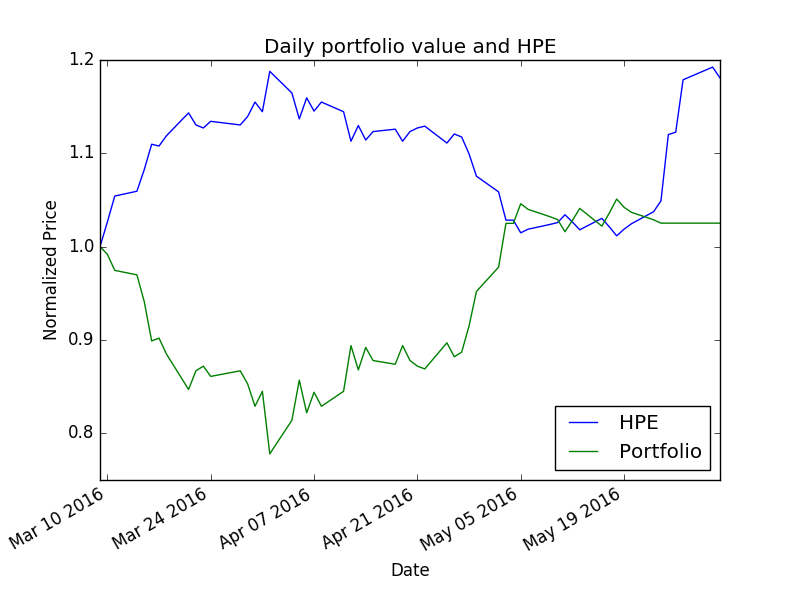 Daily portfolio value and HPE
1.2
1.1
1.0
0.9
0.8
Normalized Price
HPE
Portfolio
Mar 10 2016
Mar 24 2016
Apr 07 2016
Apr 21 2016
May 05 2016
May 19 2016
Date